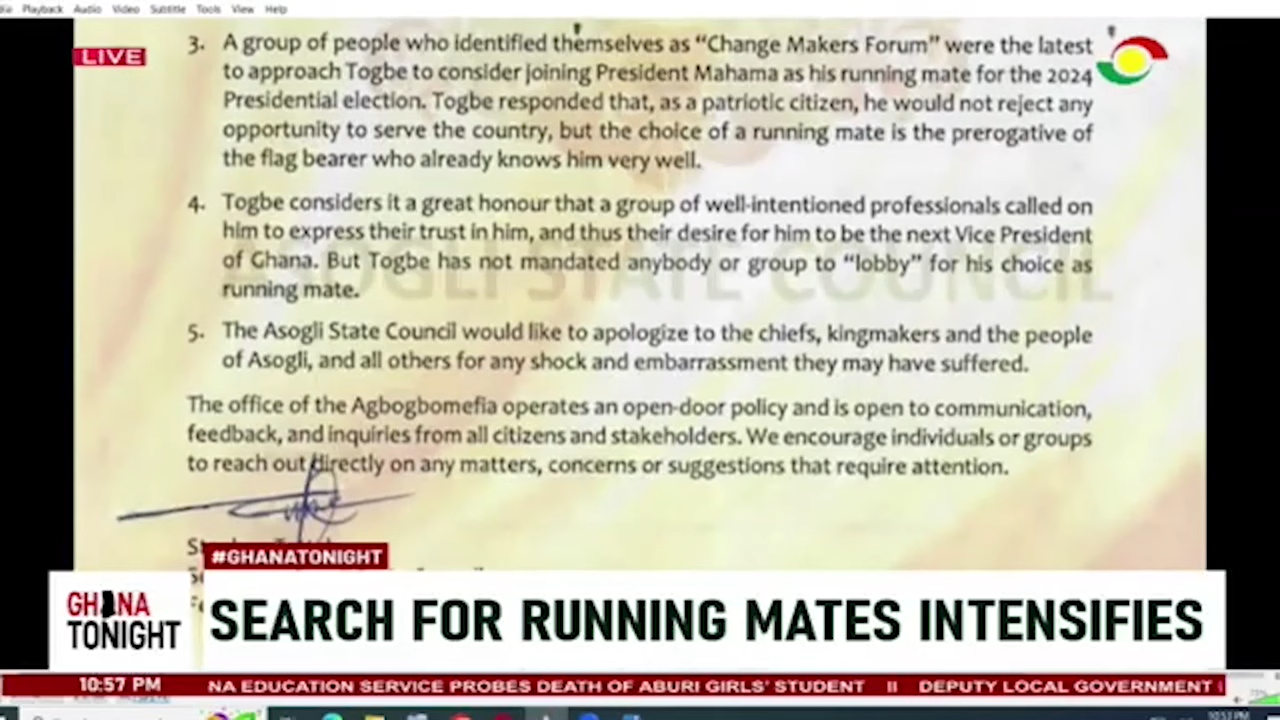 Playback Audio Video Subtitle Tools View Help
LIVE
3. A group of people who identified themselves as “Change Makers Forum” were the latest
to approach Togbe to consider joining President Mahama as his running mate for the 2024
Presidential election. Togbe responded that, as a patriotic citizen, he would not reject any
opportunity to serve the country, but the choice of a running mate is the prerogative of
the flag bearer who already knows him very well.
4. Togbe considers it a great honour that a group of well-intentioned professionals called on
him to express their trust in him, and thus their desire for him to be the next Vice President
of Ghana. But Togbe has not mandated anybody or group to “lobby” for his choice as
running mate.
ASOGLI STATE COUNCIL
5. The Asogli State Council would like to apologize to the chiefs, kingmakers and the people
of Asogli, and all others for any shock and embarrassment they may have suffered.
The office of the Agbogbomefia operates an open-door policy and is open to communication,
feedback, and inquiries from all citizens and stakeholders. We encourage individuals or groups
to reach out directly on any matters, concerns or suggestions that require attention.
#GHANATONIGHT
GHANA
TONIGHT
SEARCH FOR RUNNING MATES INTENSIFIES
10:57 PM NA EDUCATION SERVICE PROBES DEATH OF ABURI GIRLS' STUDENT II DEPUTY LOCAL GOVERNMENT